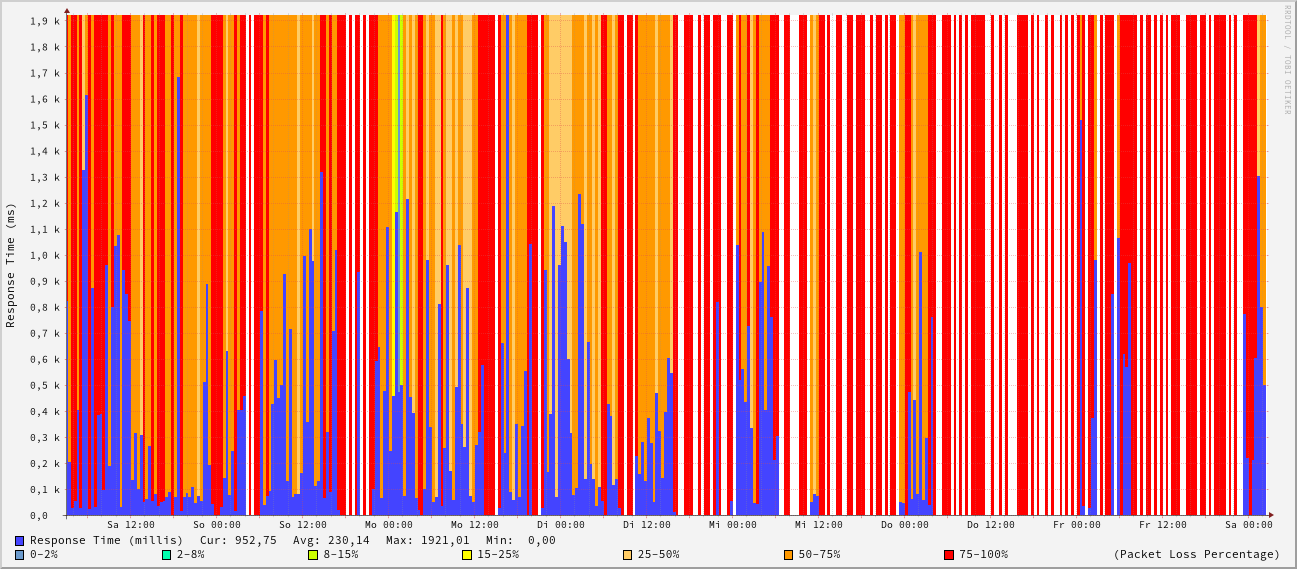 1,9 k
1,8 k
1,7 k
1,6 k
1,5 k
1,4 k
1,3 k
1,2 k
1,1 k
1,0 k
0,9 k
0,8 k
0,7 k
0,6 k
0,5 k
0,4 k
0,3 k
0,2 k
0,1 k
0,0
Response Time (ms)
RRDTOOL / TOBI OETIKER
Sa 12:00 So 00:00 So 12:00 Mo 00:00 Mo 12:00 Di 00:00 Di 12:00 Mi 00:00 Mi 12:00 Do 00:00 Do 12:00 Fr 00:00 Fr 12:00 Sa 00:00
Response Time (millis) Cur: 952,75 Avg: 230,14 Max: 1921,01 Min: 0,00
0-2% 2-8% 8-15% 15-25% 25-50% 50-75% 75-100% (Packet Loss Percentage)